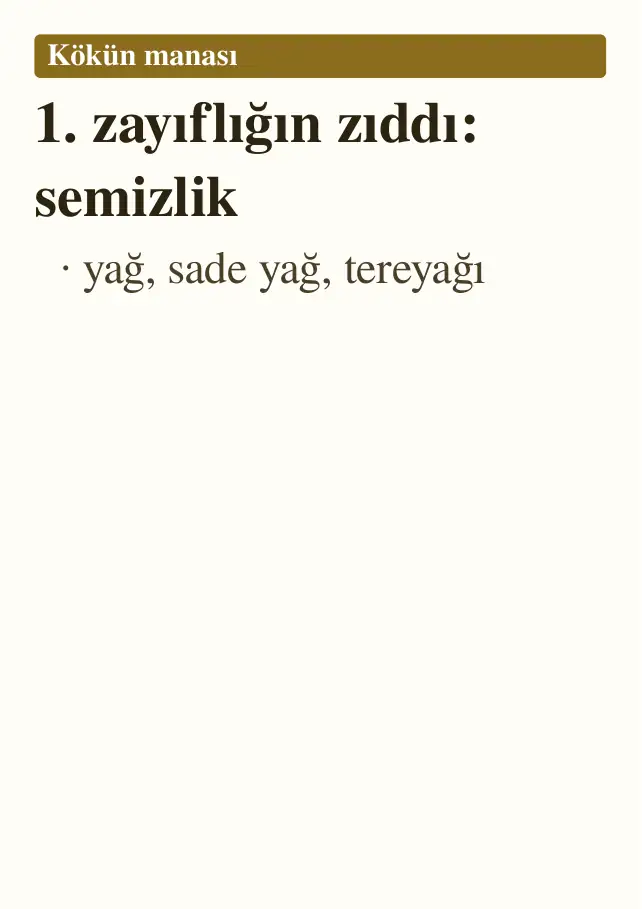 Kökün manası
1. zayıflığın zıddı:
semizlik
· yağ, sade yağ, tereyağı